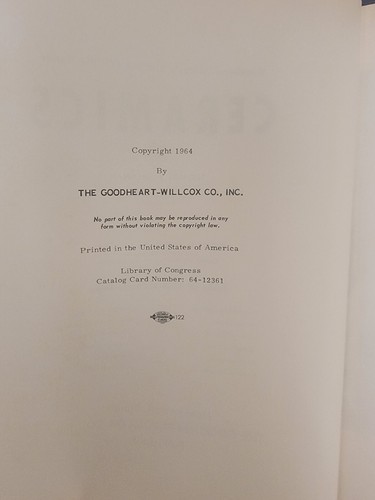 Copyright 1964
By
THE GOODHEART-WILLCOX CO., INC.
No part of this book may be reproduced in any
form without violating the copyright law.
Printed in the United States of America
Library of Congress
Catalog Card Number: 64-12361
122